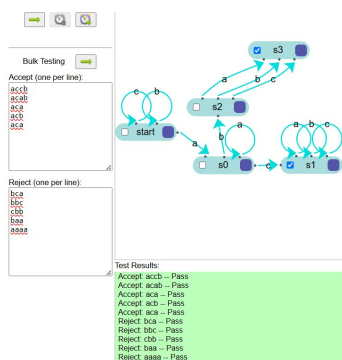 Bulk Testing
Accept (one per line):
accb
acab
aca
acb
aca
Reject (one per line):
bca
bbc
cbb
baa
aaaa
s3
a
b
c
c
b
s2
start
a
b
a
a
b
c
s0
c
s1
Test Results:
Accept: accb -- Pass
Accept: acab -- Pass
Accept: aca -- Pass
Accept: acb -- Pass
Accept: aca -- Pass
Reject: bca -- Pass
Reject: bbc -- Pass
Reject: cbb -- Pass
Reject: baa -- Pass
Reject: aaaa -- Pass